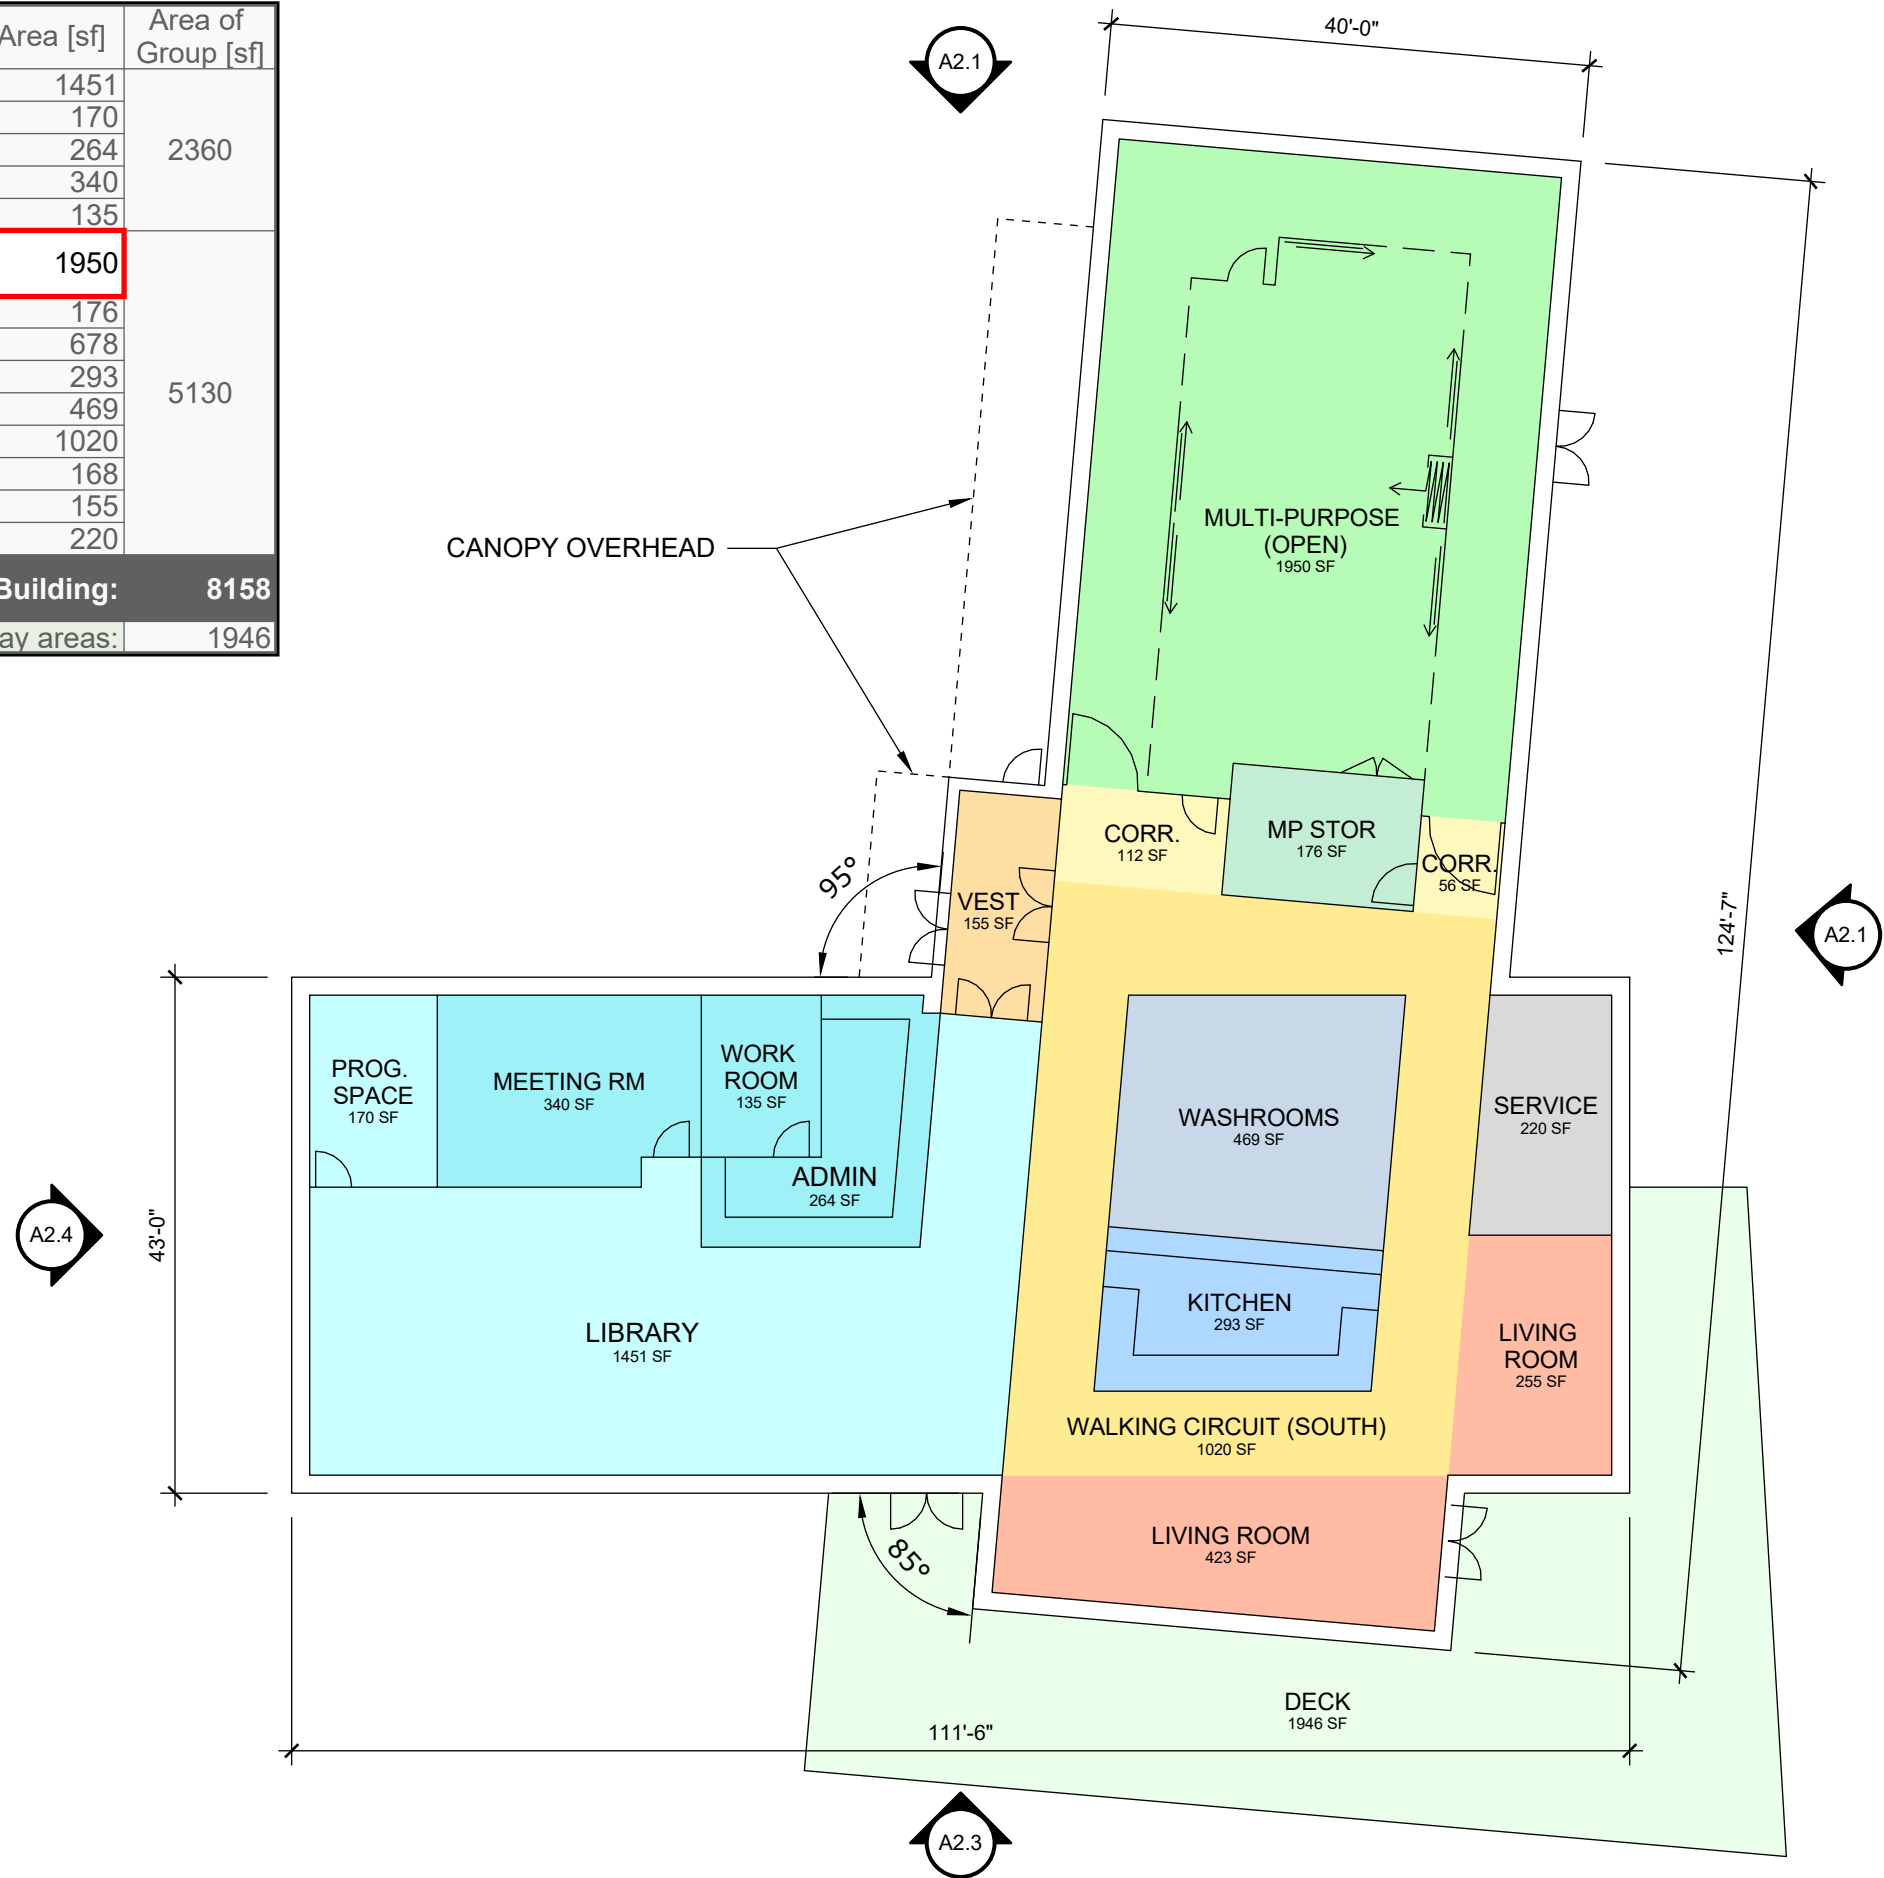 Area [sf]
Area of
Group [sf]
1451
170
264
340
135
2360
1950
176
678
293
469
1020
168
155
220
5130
Building: 8158
ay areas: 1946
A2.1
40'-0"
CANOPY OVERHEAD
MULTI-PURPOSE
(OPEN)
1950 SF
CORR.
112 SF
MP STOR
176 SF
CORR.
56 SF
95°
VEST
155 SF
124'-7"
A2.1
PROG.
SPACE
170 SF
MEETING RM
340 SF
WORK
ROOM
135 SF
ADMIN
264 SF
WASHROOMS
469 SF
SERVICE
220 SF
A2.4
43'-0"
LIBRARY
1451 SF
KITCHEN
293 SF
LIVING
ROOM
255 SF
WALKING CIRCUIT (SOUTH)
1020 SF
LIVING ROOM
423 SF
85°
DECK
1946 SF
111'-6"
A2.3